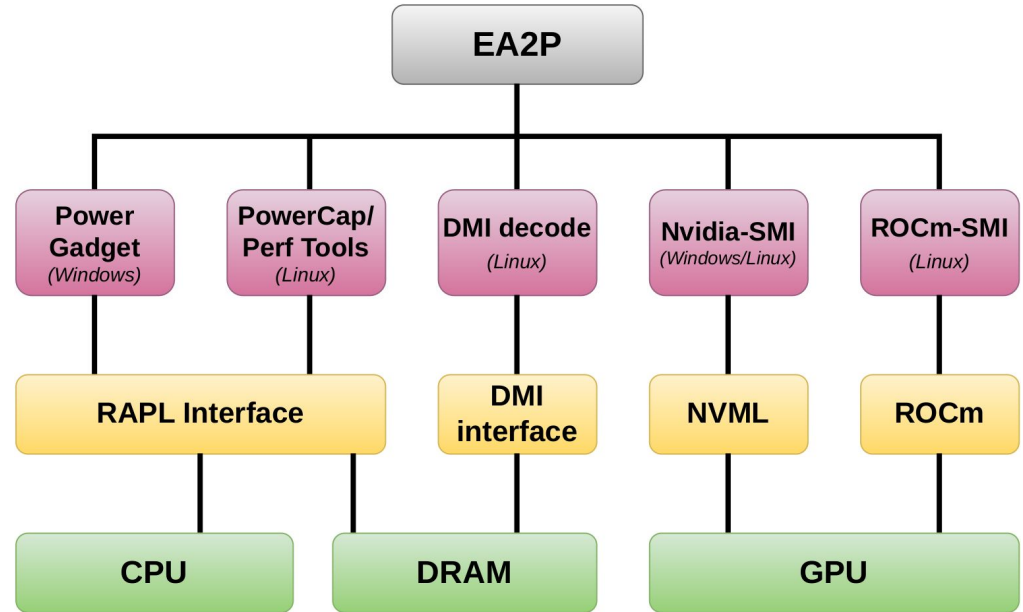 EA2P
Power
Gadget
(Windows)
PowerCap/
Perf Tools
(Linux)
DMI decode
(Linux)
Nvidia-SMI
(Windows/Linux)
ROCm-SMI
(Linux)
RAPL Interface
DMI
interface
NVML
ROCm
CPU
DRAM
GPU